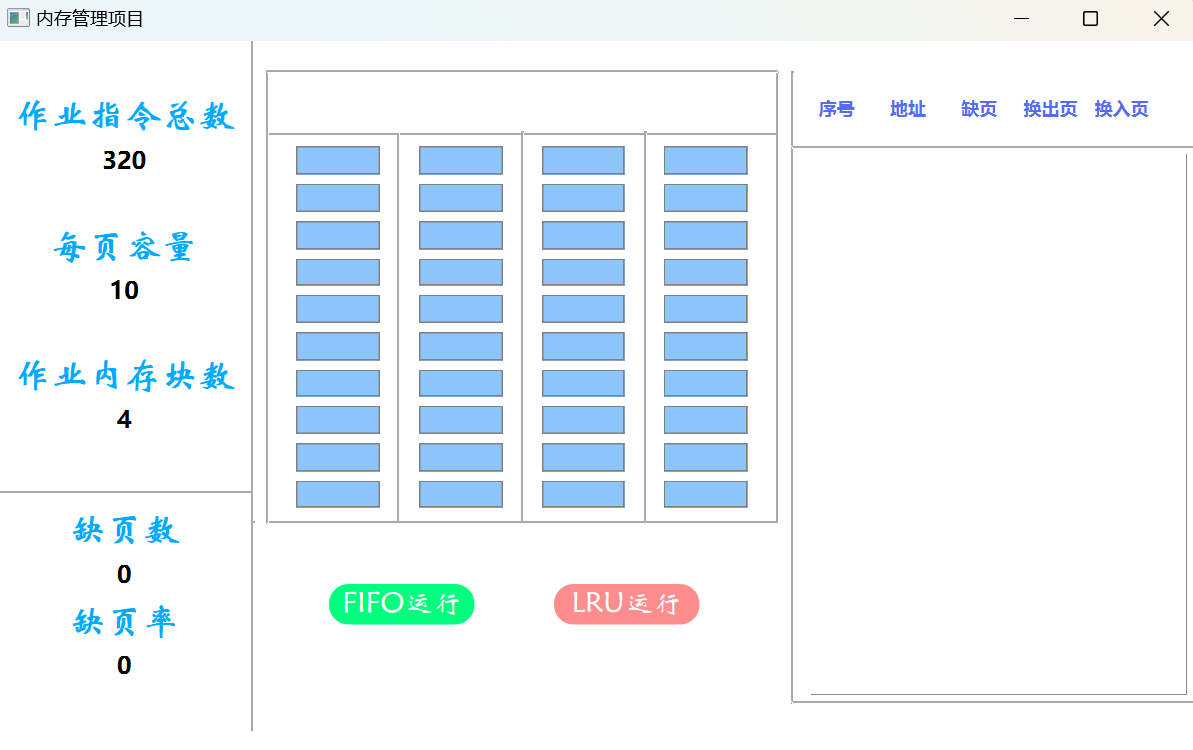 内存管理项目
作业指令总数
320
每页容量
10
作业内存块数
4
缺页数
0
缺页率
0
FIFO运行
LRU运行
序号 地址 缺页 换出页 换入页